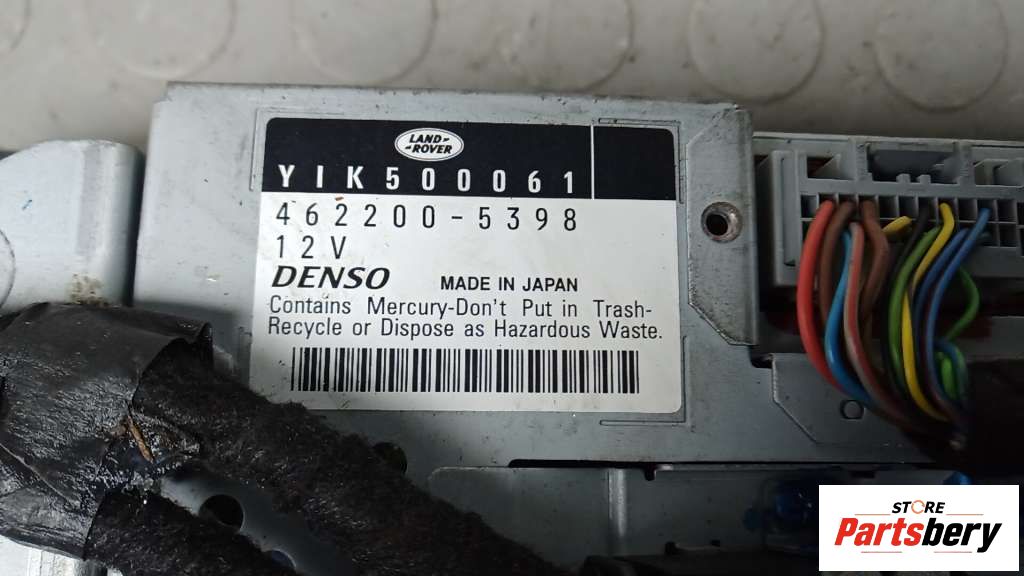 LAND-
-ROVER
YIK500061
462200-5398
12V
DENSO MADE IN JAPAN
Contains Mercury-Don't Put in Trash-
Recycle or Dispose as Hazardous Waste.
STORE
Partsbery